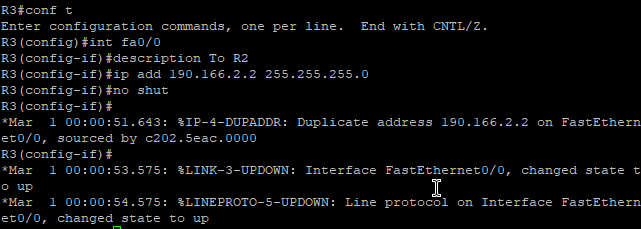 R3#conf t
Enter configuration commands, one per line.  End with CNTL/Z.
R3(config)#int fa0/0
R3(config-if)#description To R2
R3(config-if)#ip add 190.166.2.2 255.255.255.0
R3(config-if)#no shut
R3(config-if)#
*Mar  1 00:00:51.643: %IP-4-DUPADDR: Duplicate address 190.166.2.2 on FastEthern
et0/0, sourced by c202.5eac.0000
R3(config-if)#
*Mar  1 00:00:53.575: %LINK-3-UPDOWN: Interface FastEthernet0/0, changed state t
o up
*Mar  1 00:00:54.575: %LINEPROTO-5-UPDOWN: Line protocol on Interface FastEthern
et0/0, changed state to up